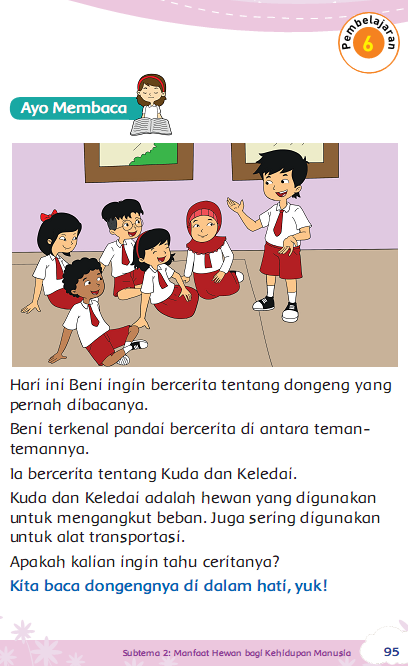 Pembelajaran
6
Ayo Membaca
Hari ini Beni ingin bercerita tentang dongeng yang
pernah dibacanya.
Beni terkenal pandai bercerita di antara teman-
temannya.
Ia bercerita tentang Kuda dan Keledai.
Kuda dan Keledai adalah hewan yang digunakan
untuk mengangkut beban. Juga sering digunakan
untuk alat transportasi.
Apakah kalian ingin tahu ceritanya?
Kita baca dongengnya di dalam hati, yuk!
Subtema 2: Manfaat Hewan bagi Kehidupan Manusia
95